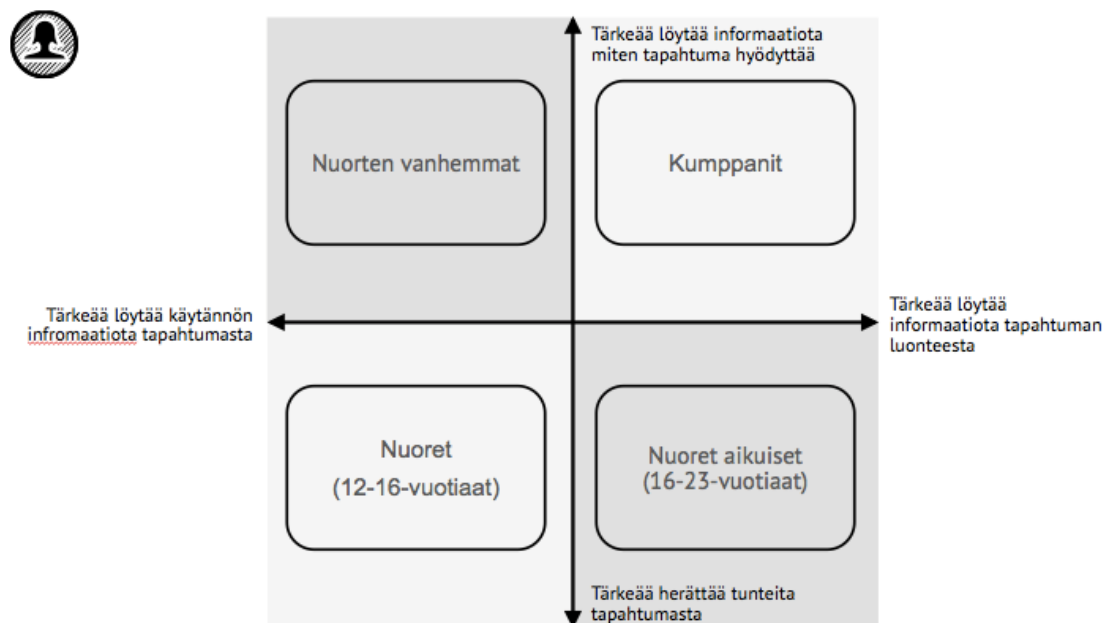 Tärkeää löytää informaatiota
miten tapahtuma hyödyttää
Nuorten vanhemmat
Kumppanit
Tärkeää löytää käytännön
infromaatiota tapahtumasta
Tärkeää löytää
informaatiota tapahtuman
luonteesta
Nuoret
(12-16-vuotiaat)
Nuoret aikuiset
(16-23-vuotiaat)
Tärkeää herättää tunteita
tapahtumasta